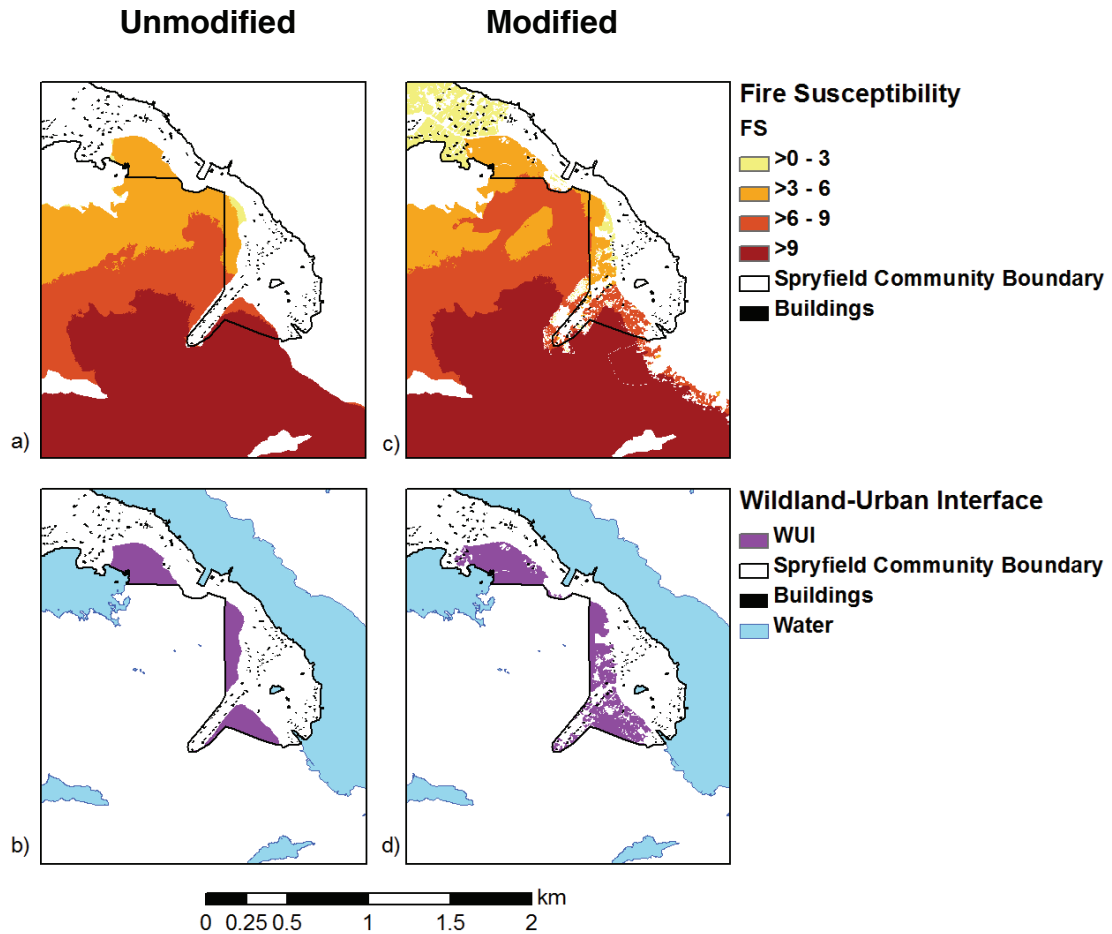 Unmodified
Modified
Fire Susceptibility
FS
>0 - 3
>3 - 6
>6 - 9
>9
Spryfield Community Boundary
Buildings
a)
c)
Wildland-Urban Interface
WUI
Spryfield Community Boundary
Buildings
Water
b)
d)
km
0 0.25 0.5 1 1.5 2